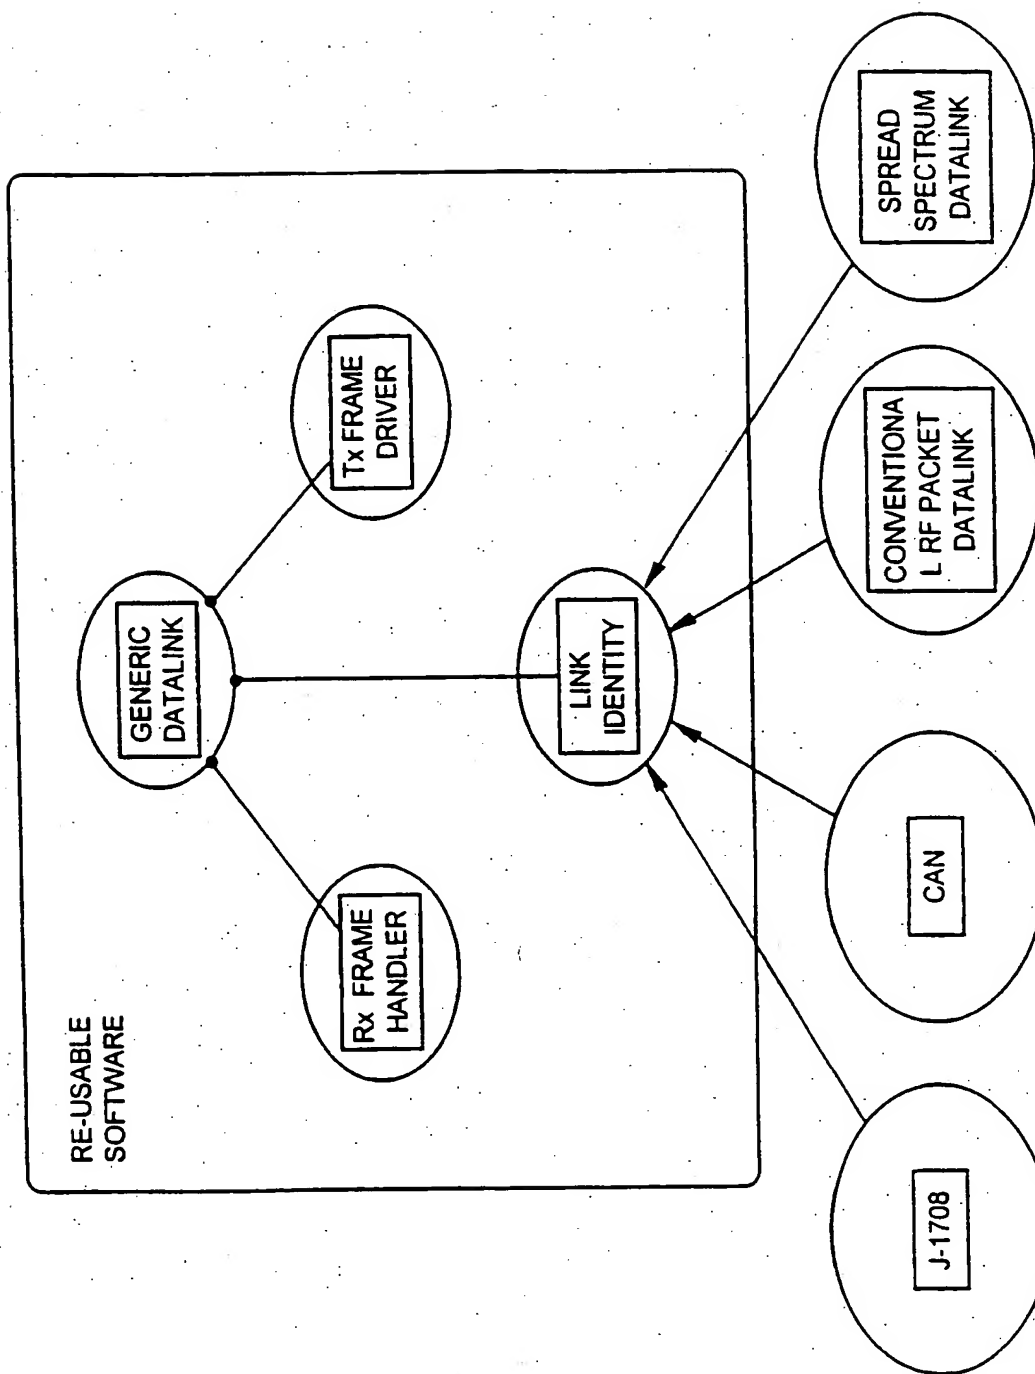 RE-USABLE
SOFTWARE
GENERIC
DATALINK
Rx FRAME
HANDLER
Tx FRAME
DRIVER
LINK
IDENTITY
J-1708
CAN
CONVENTIONA
L RF PACKET
DATALINK
SPREAD
SPECTRUM
DATALINK